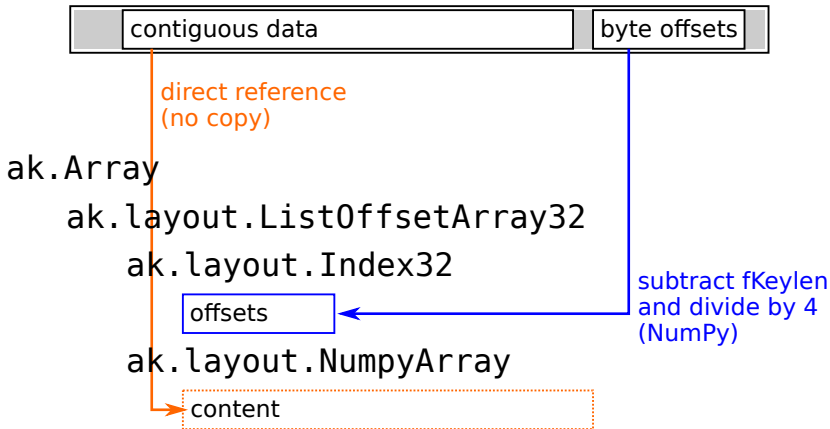 contiguous data
byte offsets
direct reference
(no copy)
ak.Array
ak.layout.ListOffsetArray32
ak.layout.Index32
subtract fKeylen
and divide by 4
(NumPy)
offsets
ak.layout.NumpyArray
content